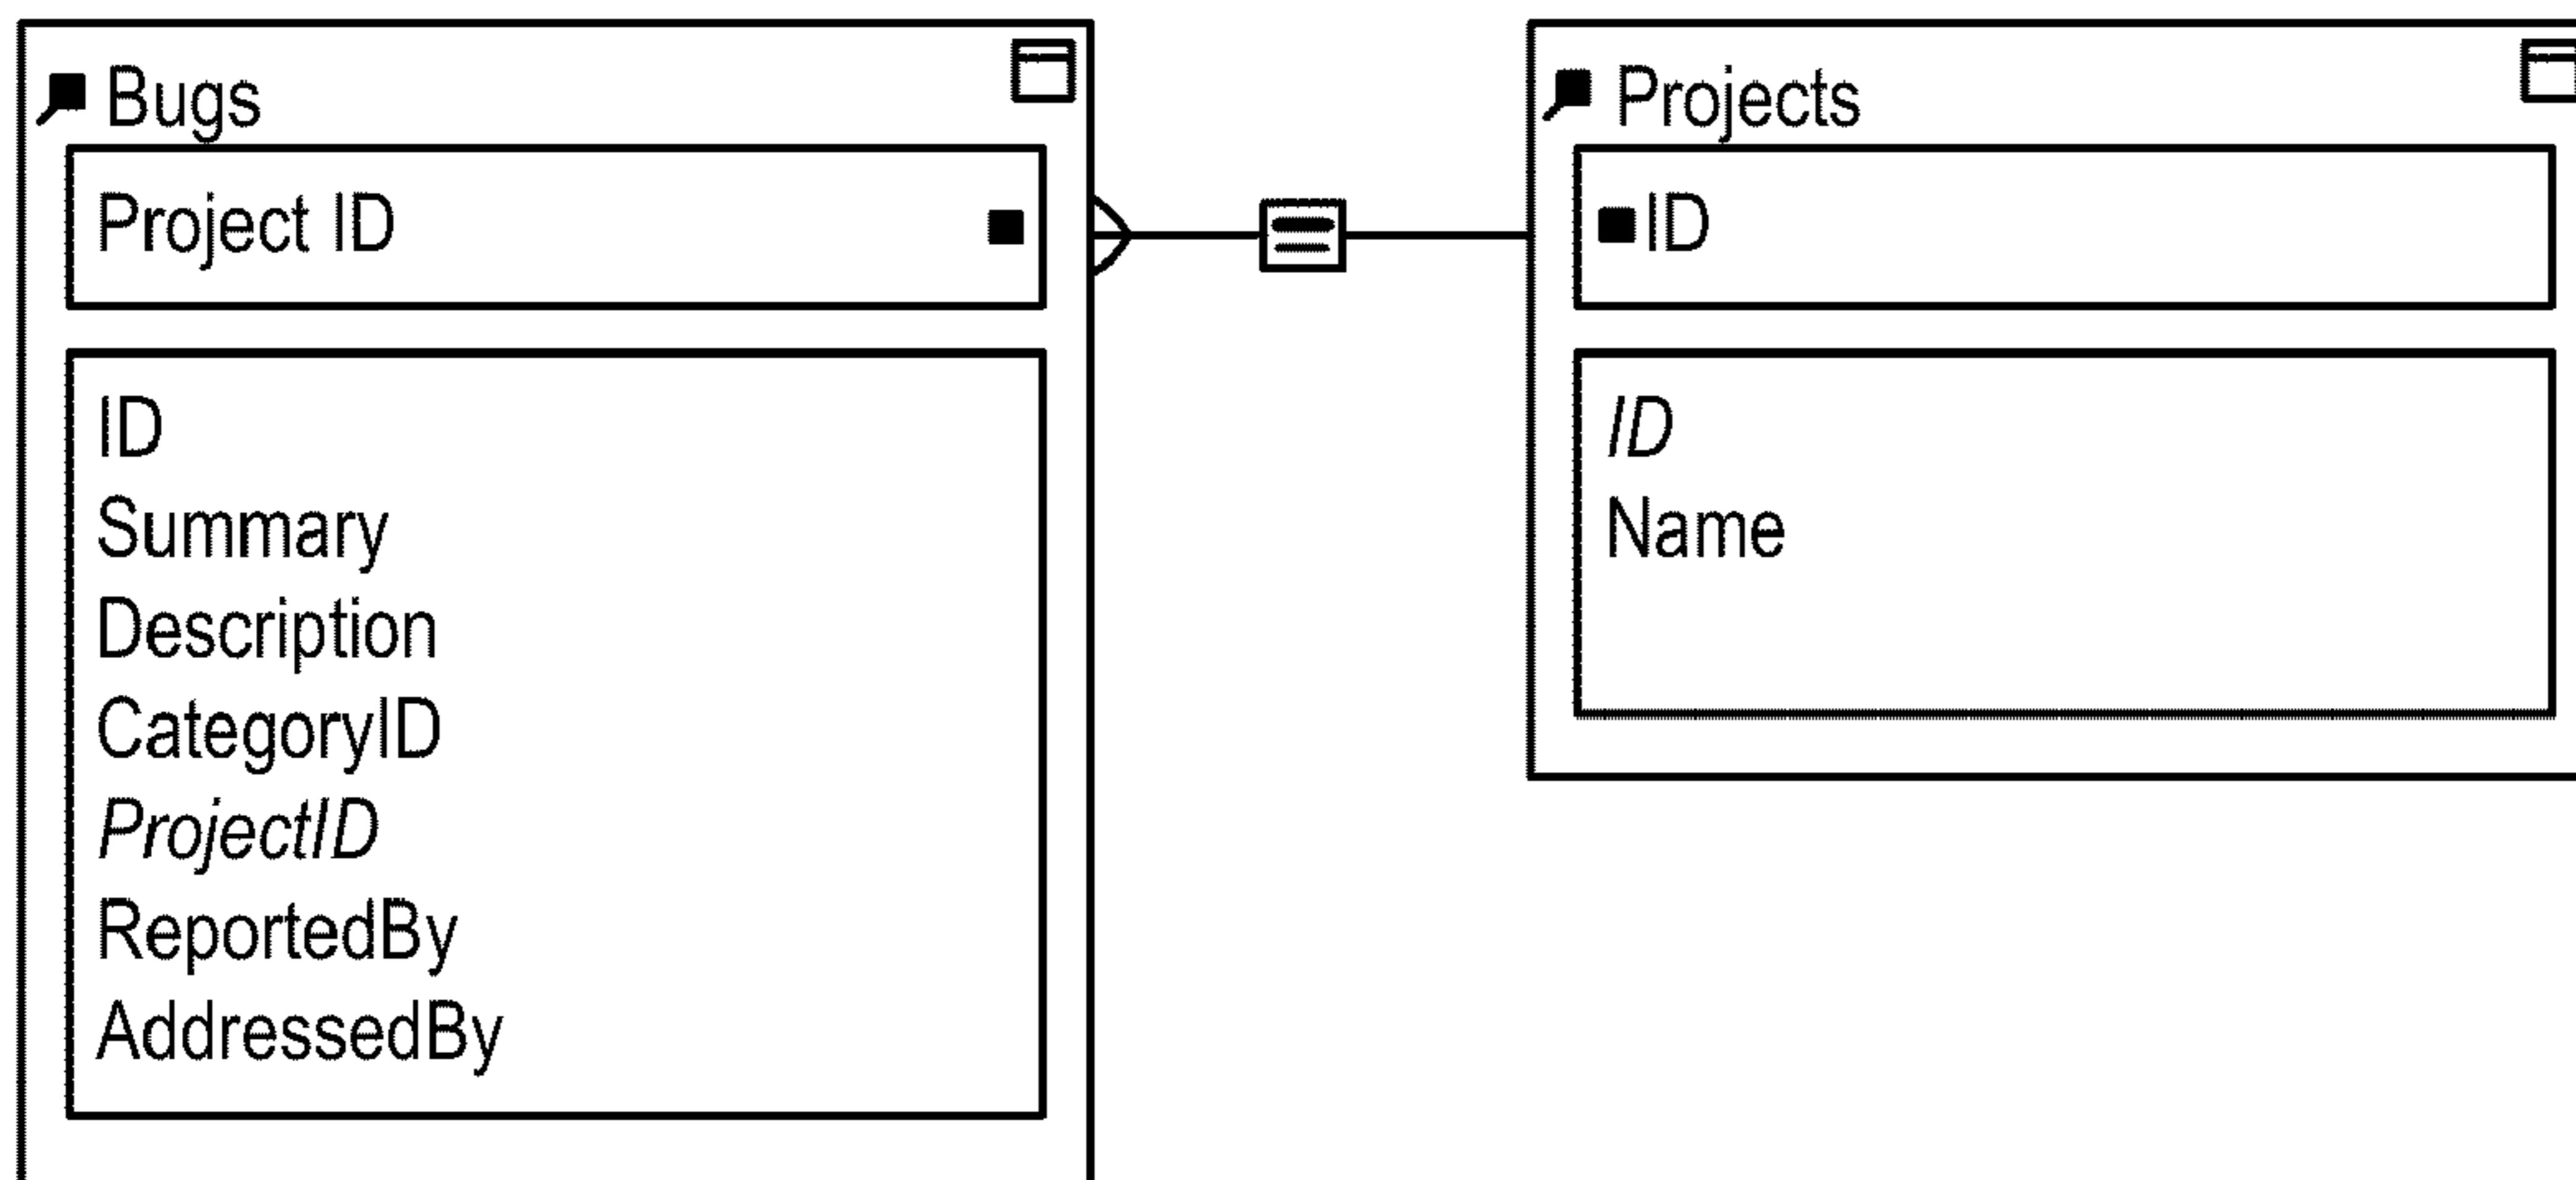 Bugs
Project ID
ID
Summary
Description
CategoryID
ProjectID
ReportedBy
AddressedBy
Projects
ID
ID
Name